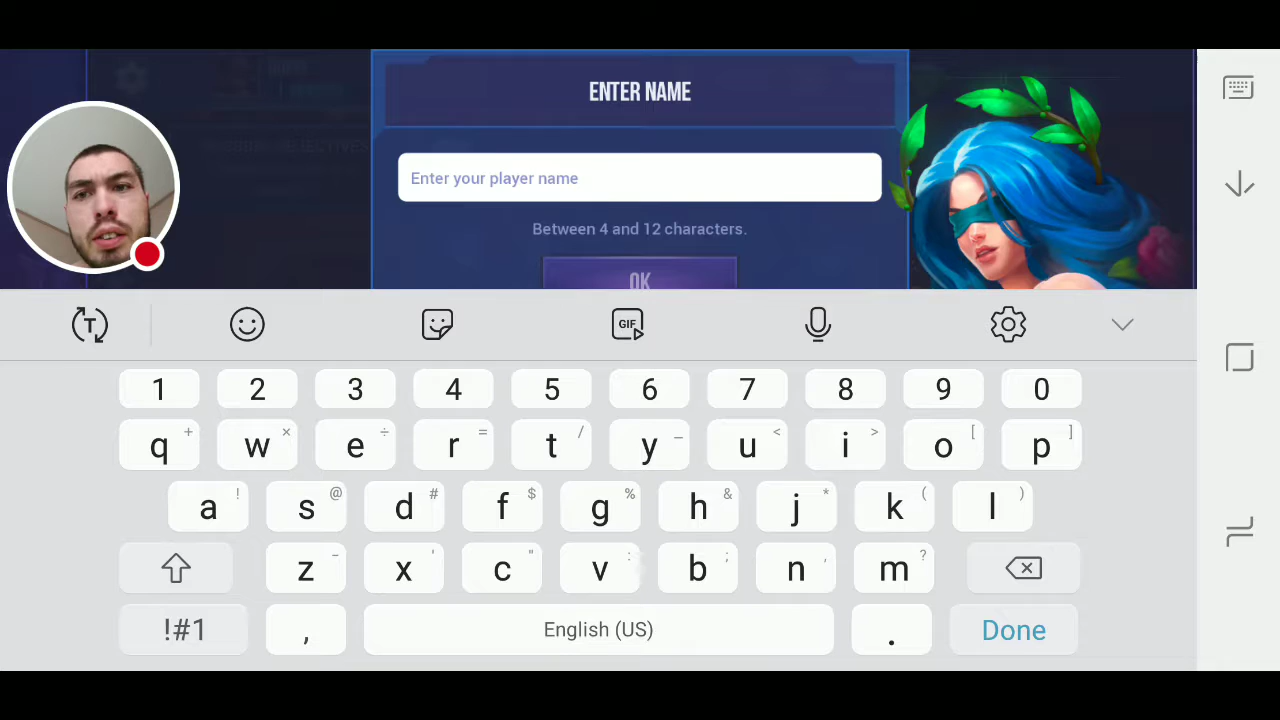 ENTER NAME
Enter your player name
Between 4 and 12 characters.
OK
T GIF
1 2 3 4 5 6 7 8 9 0
q + w × e ÷ r = t / y _ u < i > o [ p ]
a ! s @ d # f $ g % h & j * k ( l )
z - x ' c " v : b ; n , m ?
!#1 , English (US) . Done